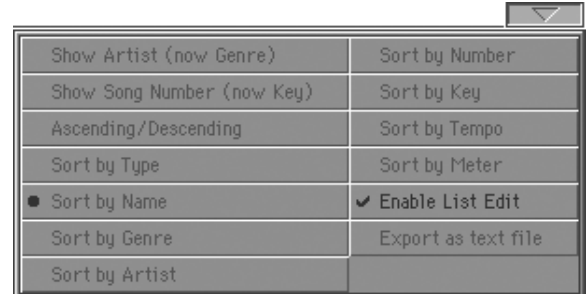 Show Artist (now Genre)
Show Song Number (now Key)
Ascending/Descending
Sort by Type
Sort by Name
Sort by Genre
Sort by Artist
Sort by Number
Sort by Key
Sort by Tempo
Sort by Meter
Enable List Edit
Export as text file